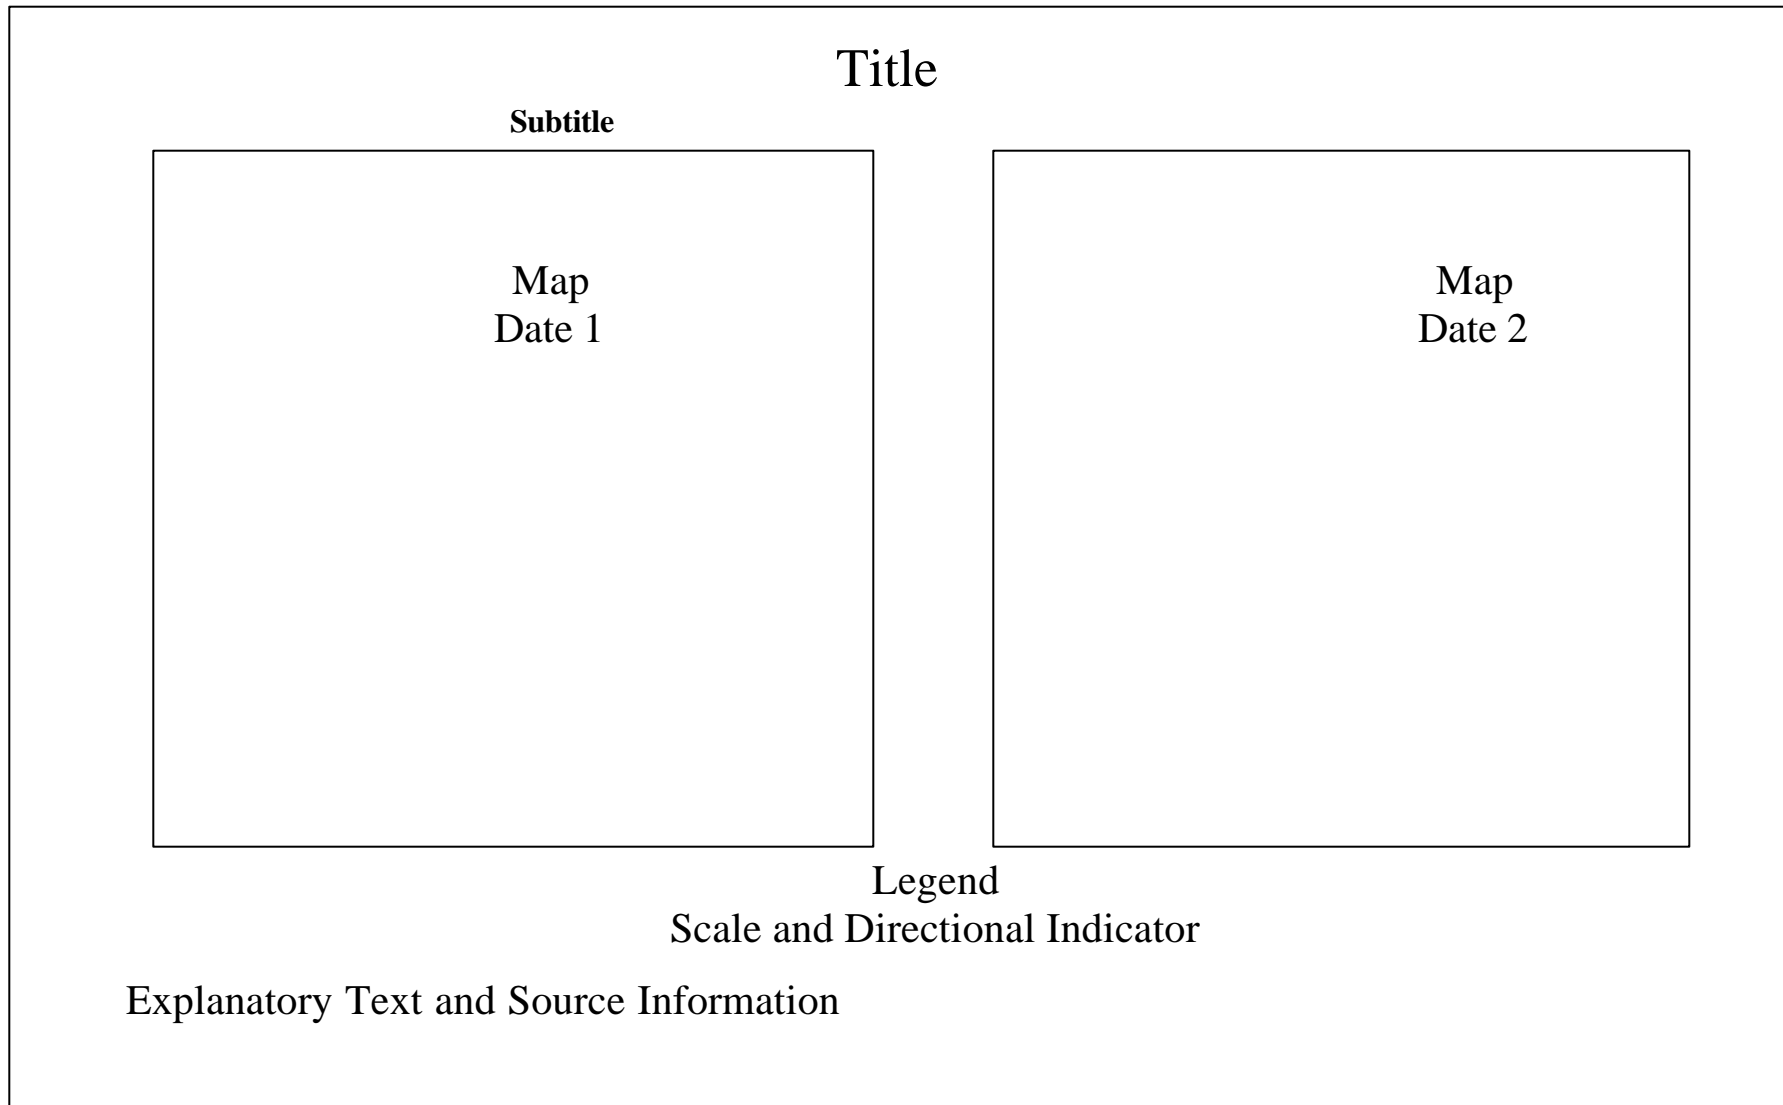 Title
Subtitle
Map
Date 1
Map
Date 2
Legend
Scale and Directional Indicator
Explanatory Text and Source Information